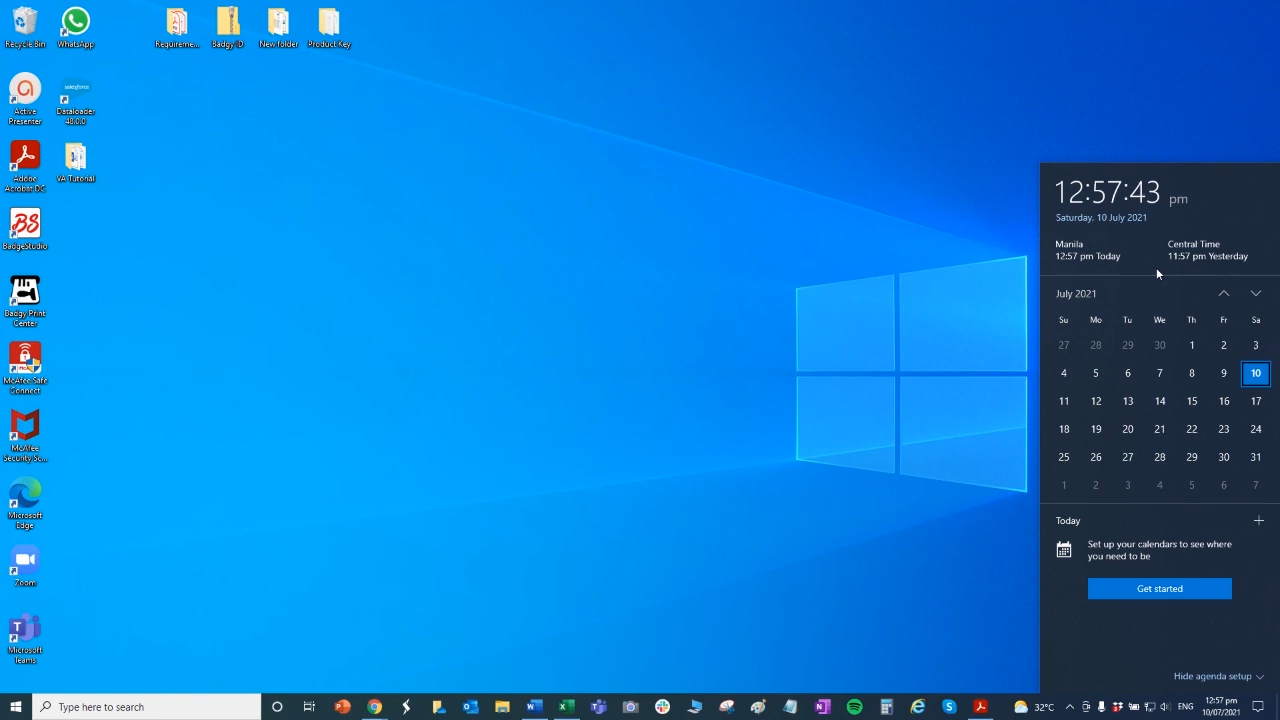 Recycle Bin
WhatsApp
Requireme...
Badgy ID
New folder
Product Key
Active
Presenter
salesforce
Dataloader
48.0.0
Adobe
Acrobat DC
VA Tutorial
BS
BadgeStudio
Badgy Print
Center
McAfee Safe
Connect
McAfee
Security Sc...
Microsoft
Edge
Zoom
Microsoft
Teams
12:57:43 pm
Saturday, 10 July 2021
Manila
12:57 pm Today
Central Time
11:57 pm Yesterday
July 2021
Su Mo Tu We Th Fr Sa
27 28 29 30 1 2 3
4 5 6 7 8 9 10
11 12 13 14 15 16 17
18 19 20 21 22 23 24
25 26 27 28 29 30 31
1 2 3 4 5 6 7
Today
Set up your calendars to see where
you need to be
Get started
Hide agenda setup
Type here to search
32°C
ENG
12:57 pm
10/07/2021